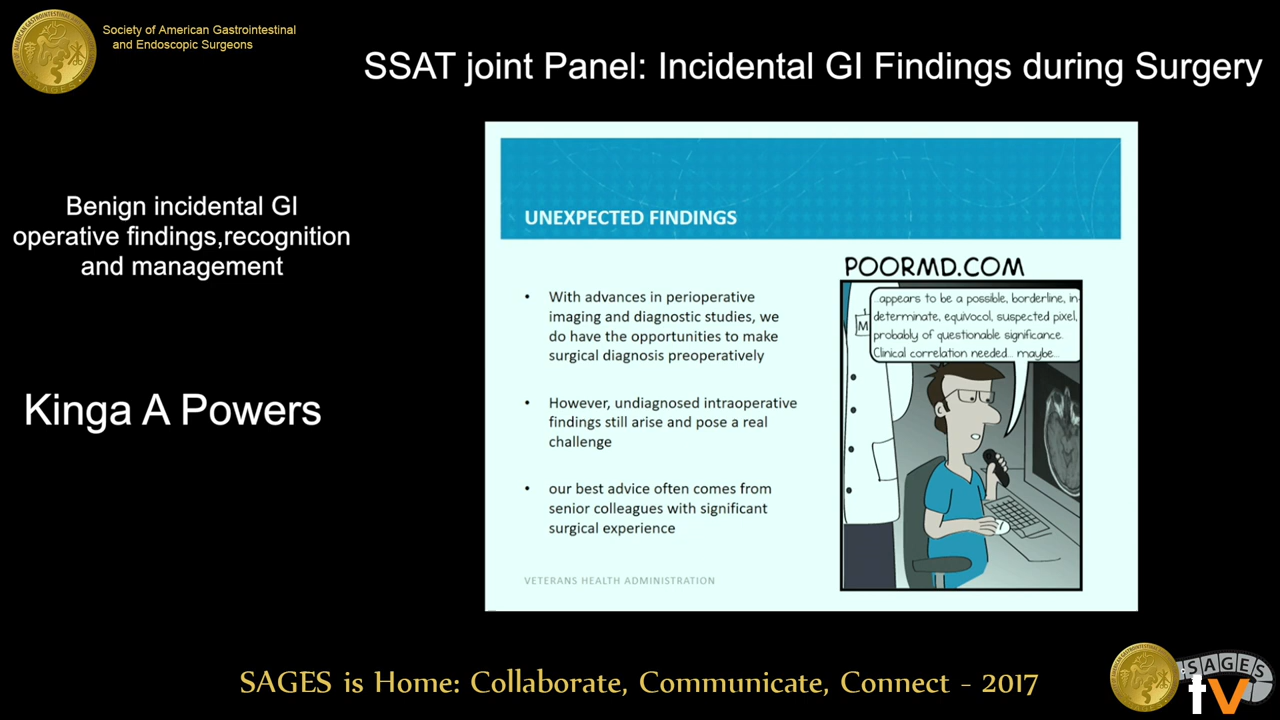 Society of American Gastrointestinal
and Endoscopic Surgeons
SSAT joint Panel: Incidental GI Findings during Surgery
Benign incidental GI
operative findings,recognition
and management
Kinga A Powers
UNEXPECTED FINDINGS
• With advances in perioperative
imaging and diagnostic studies, we
do have the opportunities to make
surgical diagnosis preoperatively
• However, undiagnosed intraoperative
findings still arise and pose a real
challenge
• our best advice often comes from
senior colleagues with significant
surgical experience
VETERANS HEALTH ADMINISTRATION
POORMD.COM
...appears to be a possible, borderline, in-
determinate, equivocol, suspected pixel,
probably of questionable significance.
Clinical correlation needed... maybe...
M
SAGES is Home: Collaborate, Communicate, Connect - 2017
SAGES
tv